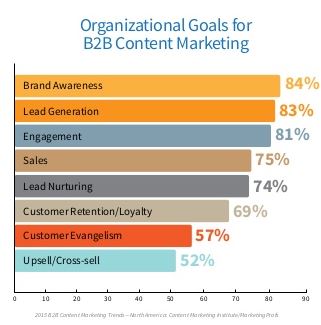 Organizational Goals for
B2B Content Marketing
Brand Awareness 84%
Lead Generation 83%
Engagement 81%
Sales 75%
Lead Nurturing 74%
Customer Retention/Loyalty 69%
Customer Evangelism 57%
Upsell/Cross-sell 52%
0 10 20 30 40 50 60 70 80 90
2015 B2B Content Marketing Trends—North America: Content Marketing Institute/MarketingProfs